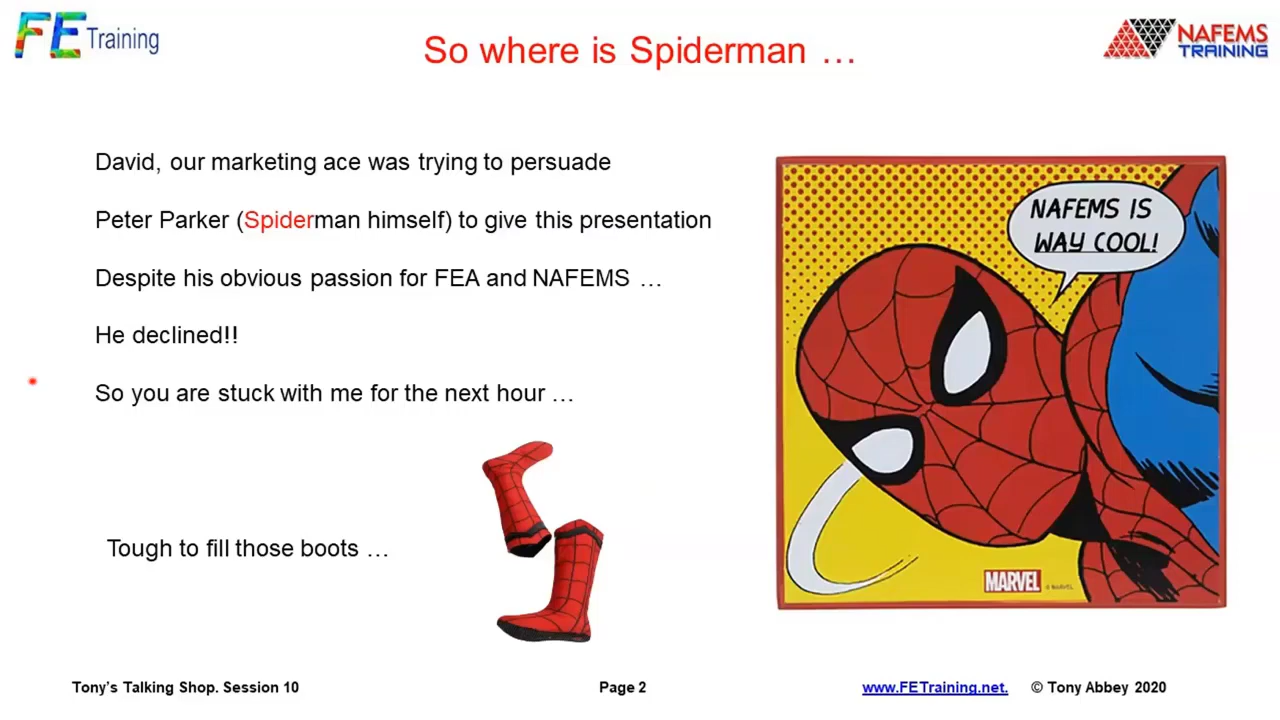 FE Training
So where is Spiderman …
NAFEMS
TRAINING
David, our marketing ace was trying to persuade
Peter Parker (Spiderman himself) to give this presentation
Despite his obvious passion for FEA and NAFEMS …
He declined!!
So you are stuck with me for the next hour …
Tough to fill those boots …
NAFEMS IS
WAY COOL!
MARVEL
© MARVEL
Tony's Talking Shop. Session 10
Page 2
www.FETraining.net.
© Tony Abbey 2020